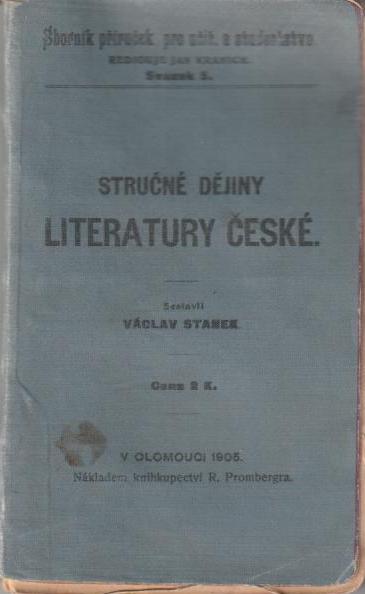 Sborník příruček pro učit. a studentstvo.
REDIGUJE JAN
Svazek 5.
STRUČNÉ DĚJINY
LITERATURY ČESKÉ.
Sestavil
VÁCLAV STANEK.
Cena 2 K.
V OLOMOUCI 1905.
Nákladem knihkupectví R. Prombergra.